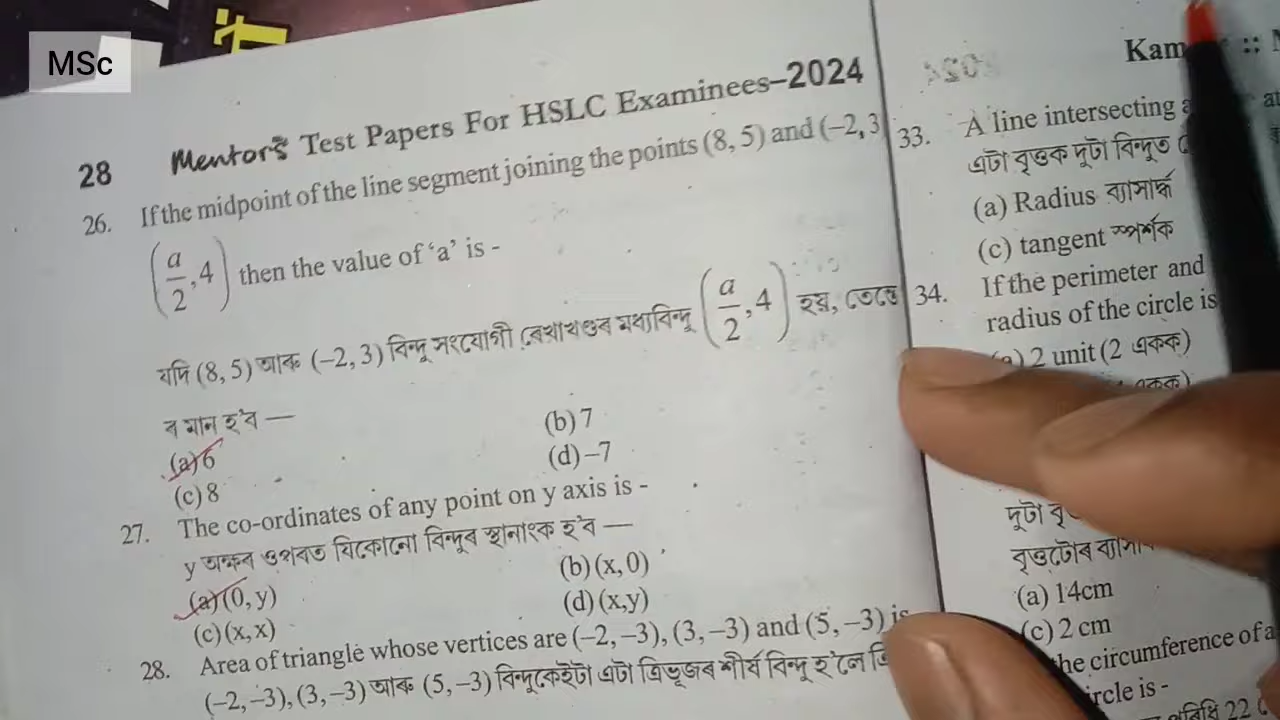 MSc
28 Mentor's Test Papers For HSLC Examinees–2024
26. If the midpoint of the line segment joining the points (8, 5) and (–2, 3
(a/2, 4) then the value of ‘a’ is -
যদি (8, 5) আৰু (–2, 3) বিন্দু সংযোগী ৰেখাখণ্ডৰ মধ্যবিন্দু (a/2, 4) হয়, তেন্তে
ৰ মান হ'ব —
(a) 6 (b) 7
(c) 8 (d) –7
27. The co-ordinates of any point on y axis is -
y অক্ষৰ ওপৰত যিকোনো বিন্দুৰ স্থানাংক হ'ব —
(a) (0, y) (b) (x, 0)
(c) (x, x) (d) (x,y)
28. Area of triangle whose vertices are (–2, –3), (3, –3) and (5, –3) is
(–2, –3), (3, –3) আৰু (5, –3) বিন্দুকেইটা এটা ত্ৰিভূজৰ শীৰ্ষ বিন্দু হ'লে
33. A line intersecting
এটা বৃত্তক দুটা বিন্দুত
(a) Radius ব্যাসাৰ্দ্ধ
(c) tangent স্পৰ্শক
34. If the perimeter and
radius of the circle is
(a) 2 unit (2 একক)
একক)
দুটা
(a) 14cm
(c) 2 cm
the circumference of a
circle is -
22